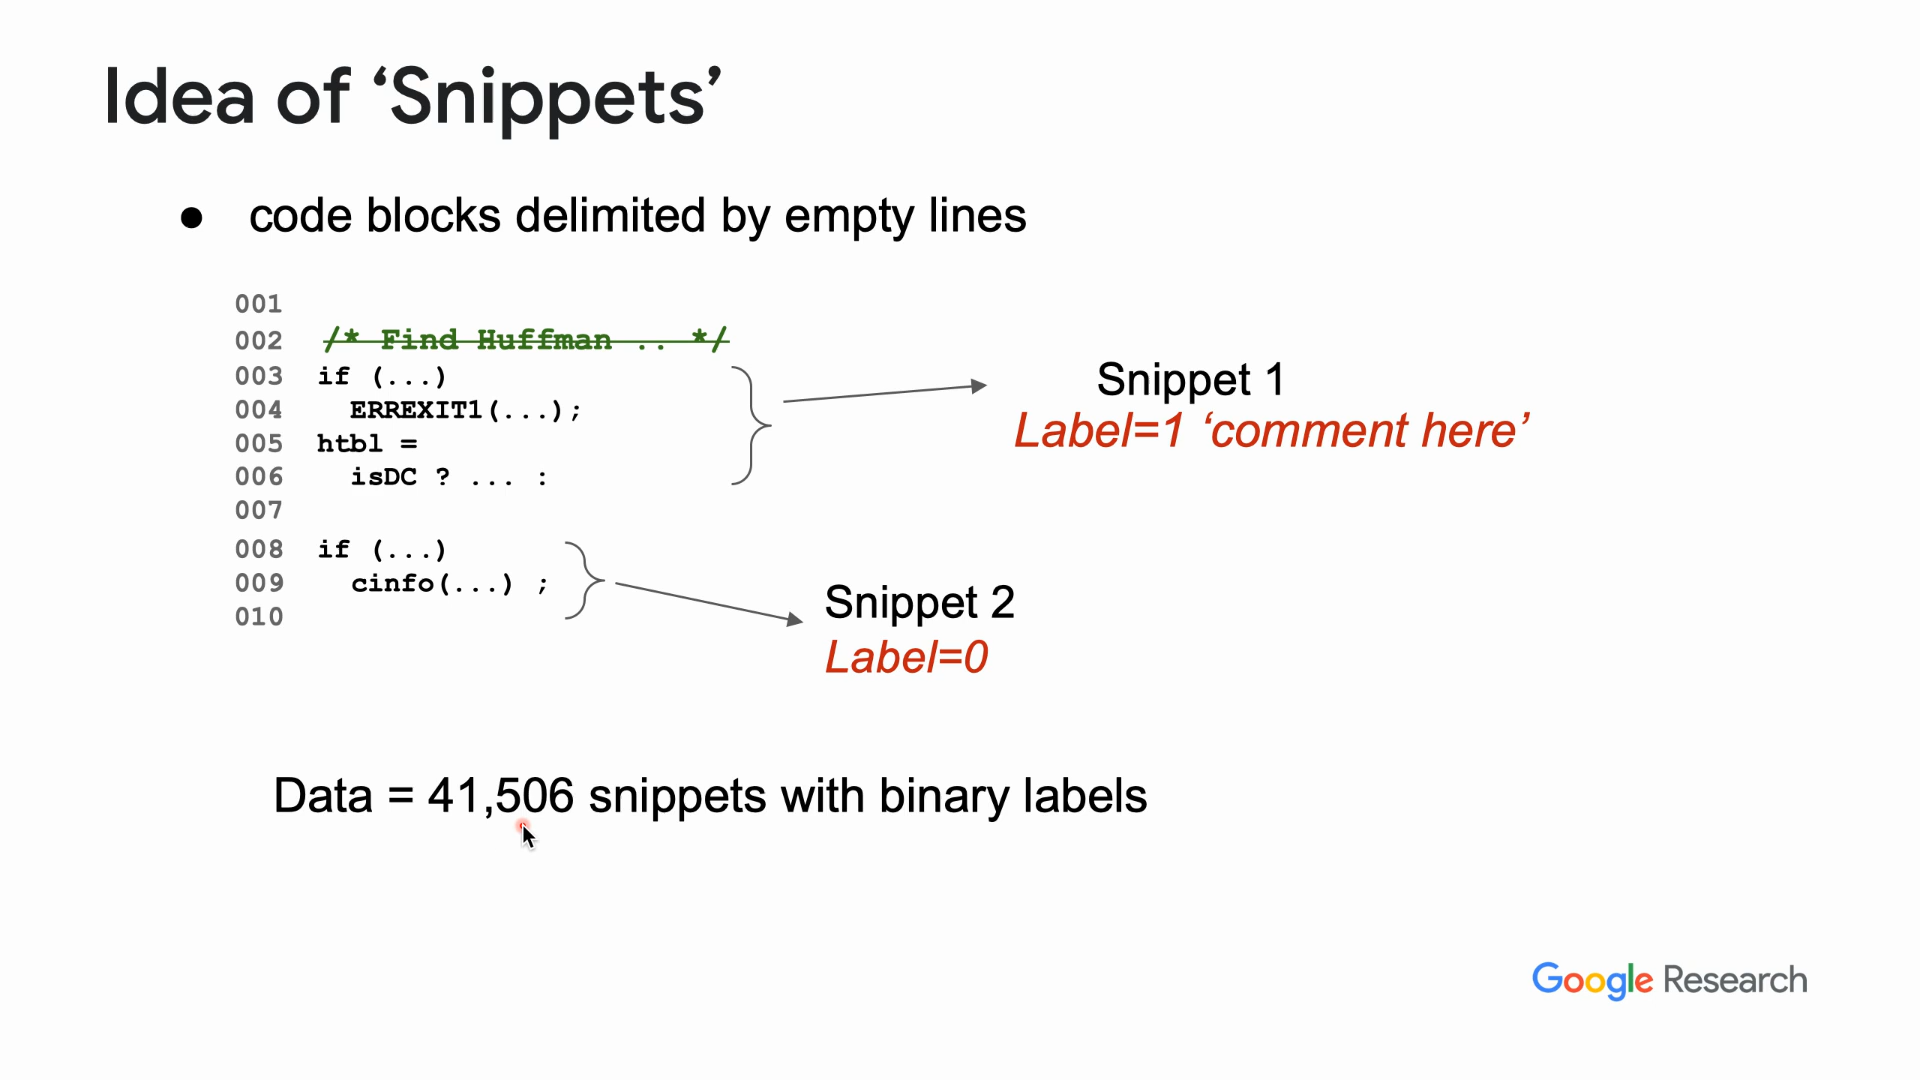 Idea of ‘Snippets’
● code blocks delimited by empty lines
001
002 /* Find Huffman .. */
003 if (...)
004 ERREXIT1(...);
005 htbl =
006 isDC ? ... :
007
008 if (...)
009 cinfo(...) ;
010
Snippet 1
Label=1 ‘comment here’
Snippet 2
Label=0
Data = 41,506 snippets with binary labels
Google Research